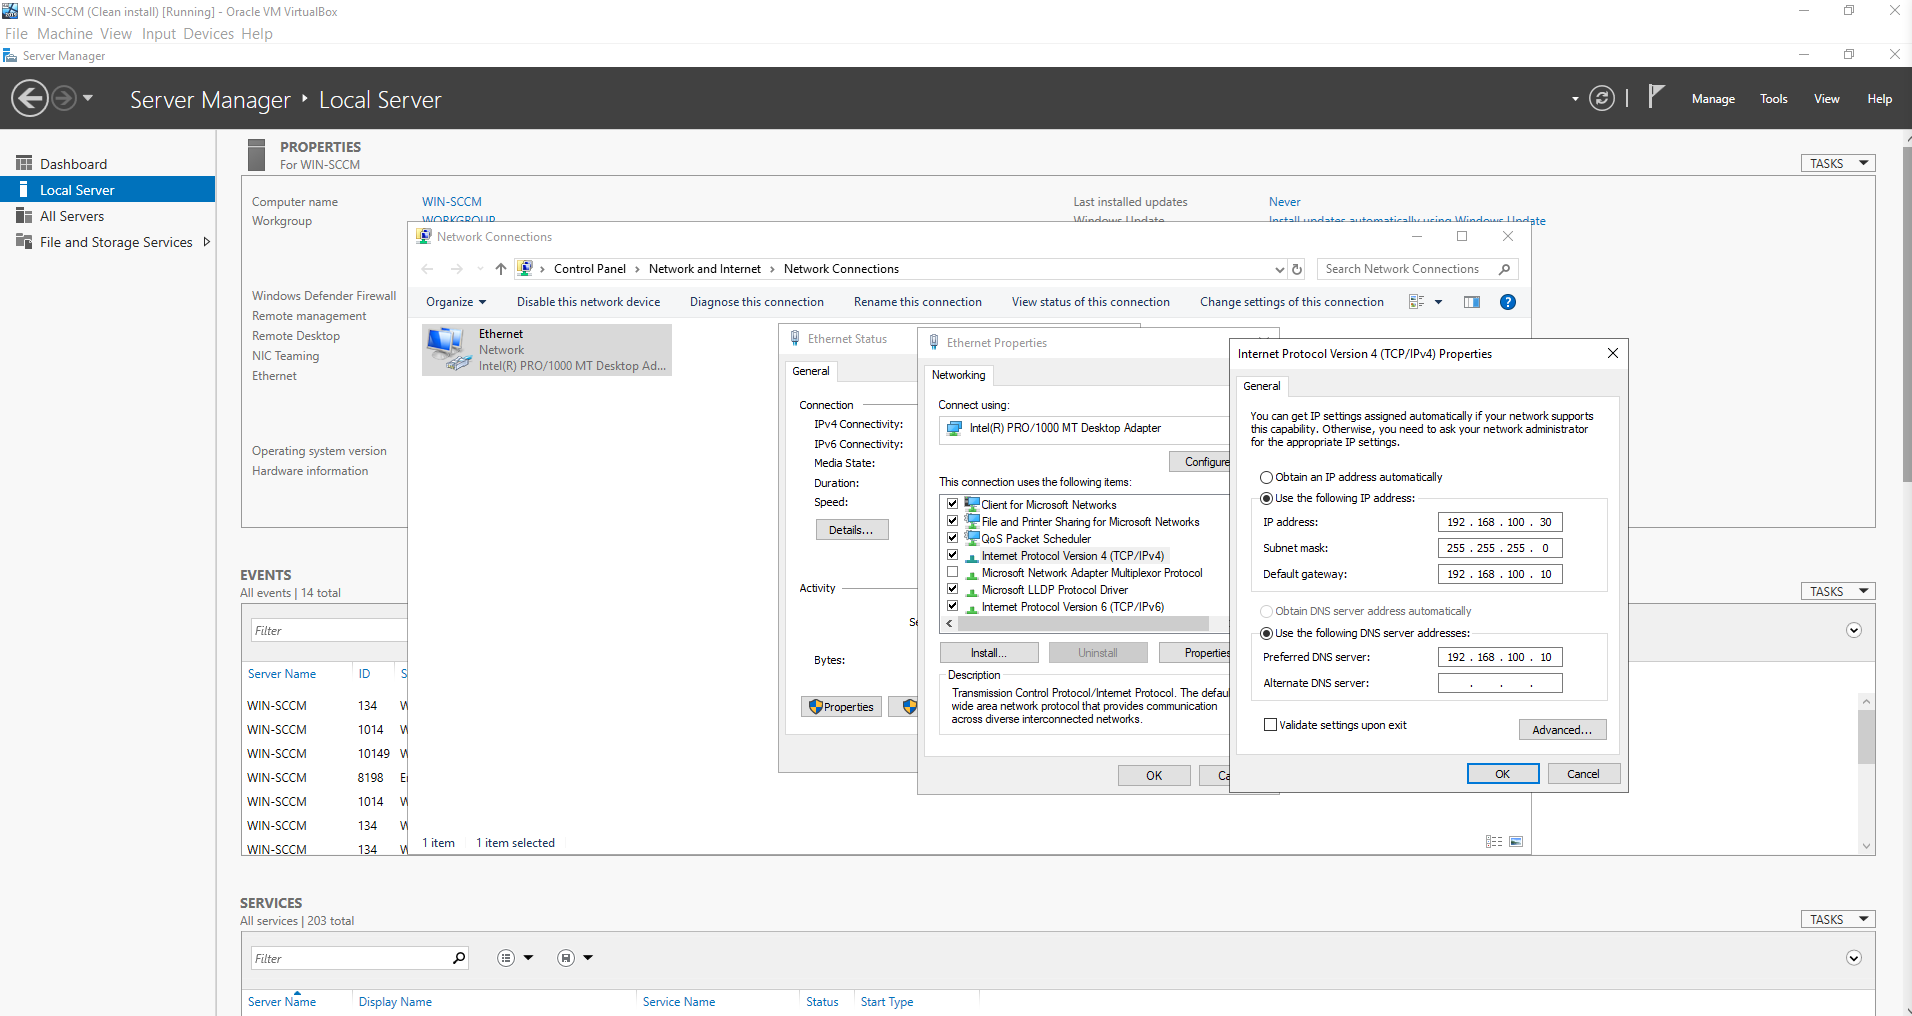 WIN-SCCM (Clean install) [Running] - Oracle VM VirtualBox
File Machine View Input Devices Help
Server Manager
Server Manager ‣ Local Server
Manage Tools View Help
Dashboard
Local Server
All Servers
File and Storage Services
PROPERTIES
For WIN-SCCM
TASKS
Computer name WIN-SCCM
Last installed updates Never
Workgroup WORKGROUP
Windows Update Install updates automatically using Windows Update
Windows Defender Firewall
Remote management
Remote Desktop
NIC Teaming
Ethernet
Operating system version
Hardware information
Network Connections
Control Panel › Network and Internet › Network Connections
Search Network Connections
Organize Disable this network device Diagnose this connection Rename this connection View status of this connection Change settings of this connection
Ethernet
Network
Intel(R) PRO/1000 MT Desktop Ad...
1 item 1 item selected
Ethernet Status
General
Connection
IPv4 Connectivity:
IPv6 Connectivity:
Media State:
Duration:
Speed:
Details...
Activity
Bytes:
Properties
Ethernet Properties
Networking
Connect using:
Intel(R) PRO/1000 MT Desktop Adapter
Configure
This connection uses the following items:
Client for Microsoft Networks
File and Printer Sharing for Microsoft Networks
QoS Packet Scheduler
Internet Protocol Version 4 (TCP/IPv4)
Microsoft Network Adapter Multiplexor Protocol
Microsoft LLDP Protocol Driver
Internet Protocol Version 6 (TCP/IPv6)
Install... Uninstall Properties
Description
Transmission Control Protocol/Internet Protocol. The defau
wide area network protocol that provides communication
across diverse interconnected networks.
OK Ca
Internet Protocol Version 4 (TCP/IPv4) Properties
General
You can get IP settings assigned automatically if your network supports
this capability. Otherwise, you need to ask your network administrator
for the appropriate IP settings.
Obtain an IP address automatically
Use the following IP address:
IP address: 192 . 168 . 100 . 30
Subnet mask: 255 . 255 . 255 . 0
Default gateway: 192 . 168 . 100 . 10
Obtain DNS server address automatically
Use the following DNS server addresses:
Preferred DNS server: 192 . 168 . 100 . 10
Alternate DNS server: . . .
Validate settings upon exit
Advanced...
OK Cancel
EVENTS
All events | 14 total
TASKS
Filter
Server Name ID S
WIN-SCCM 134 W
WIN-SCCM 1014 W
WIN-SCCM 10149 W
WIN-SCCM 8198 Er
WIN-SCCM 1014 W
WIN-SCCM 134 W
WIN-SCCM 134 W
SERVICES
All services | 203 total
TASKS
Filter
Server Name Display Name Service Name Status Start Type